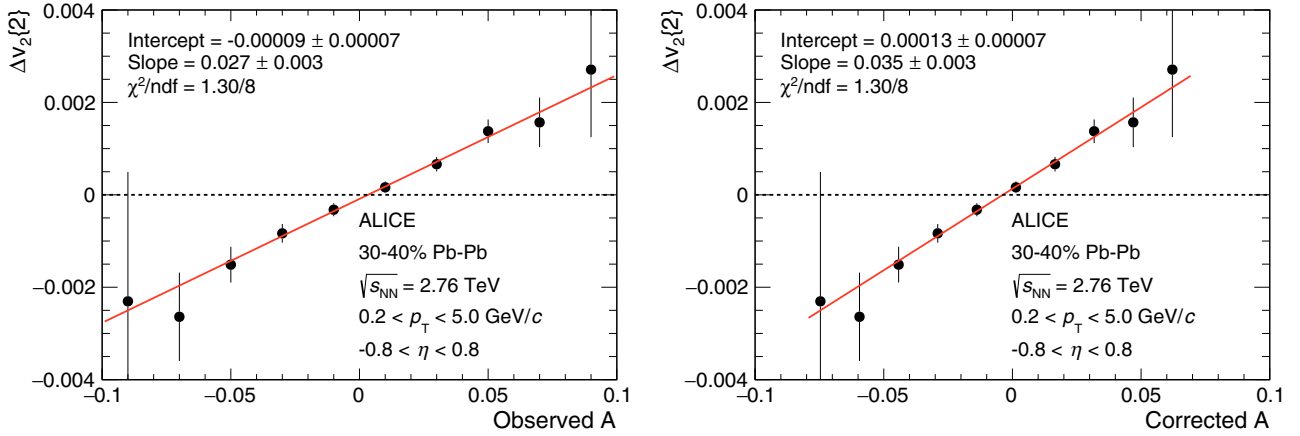 Δv₂{2}
0.004
0.002
0
−0.002
−0.004
Intercept = -0.00009 ± 0.00007
Slope = 0.027 ± 0.003
χ²/ndf = 1.30/8
ALICE
30-40% Pb-Pb
√s_NN = 2.76 TeV
0.2 < p_T < 5.0 GeV/c
-0.8 < η < 0.8
−0.1 −0.05 0 0.05 0.1
Observed A
Δv₂{2}
0.004
0.002
0
−0.002
−0.004
Intercept = 0.00013 ± 0.00007
Slope = 0.035 ± 0.003
χ²/ndf = 1.30/8
ALICE
30-40% Pb-Pb
√s_NN = 2.76 TeV
0.2 < p_T < 5.0 GeV/c
-0.8 < η < 0.8
−0.1 −0.05 0 0.05 0.1
Corrected A